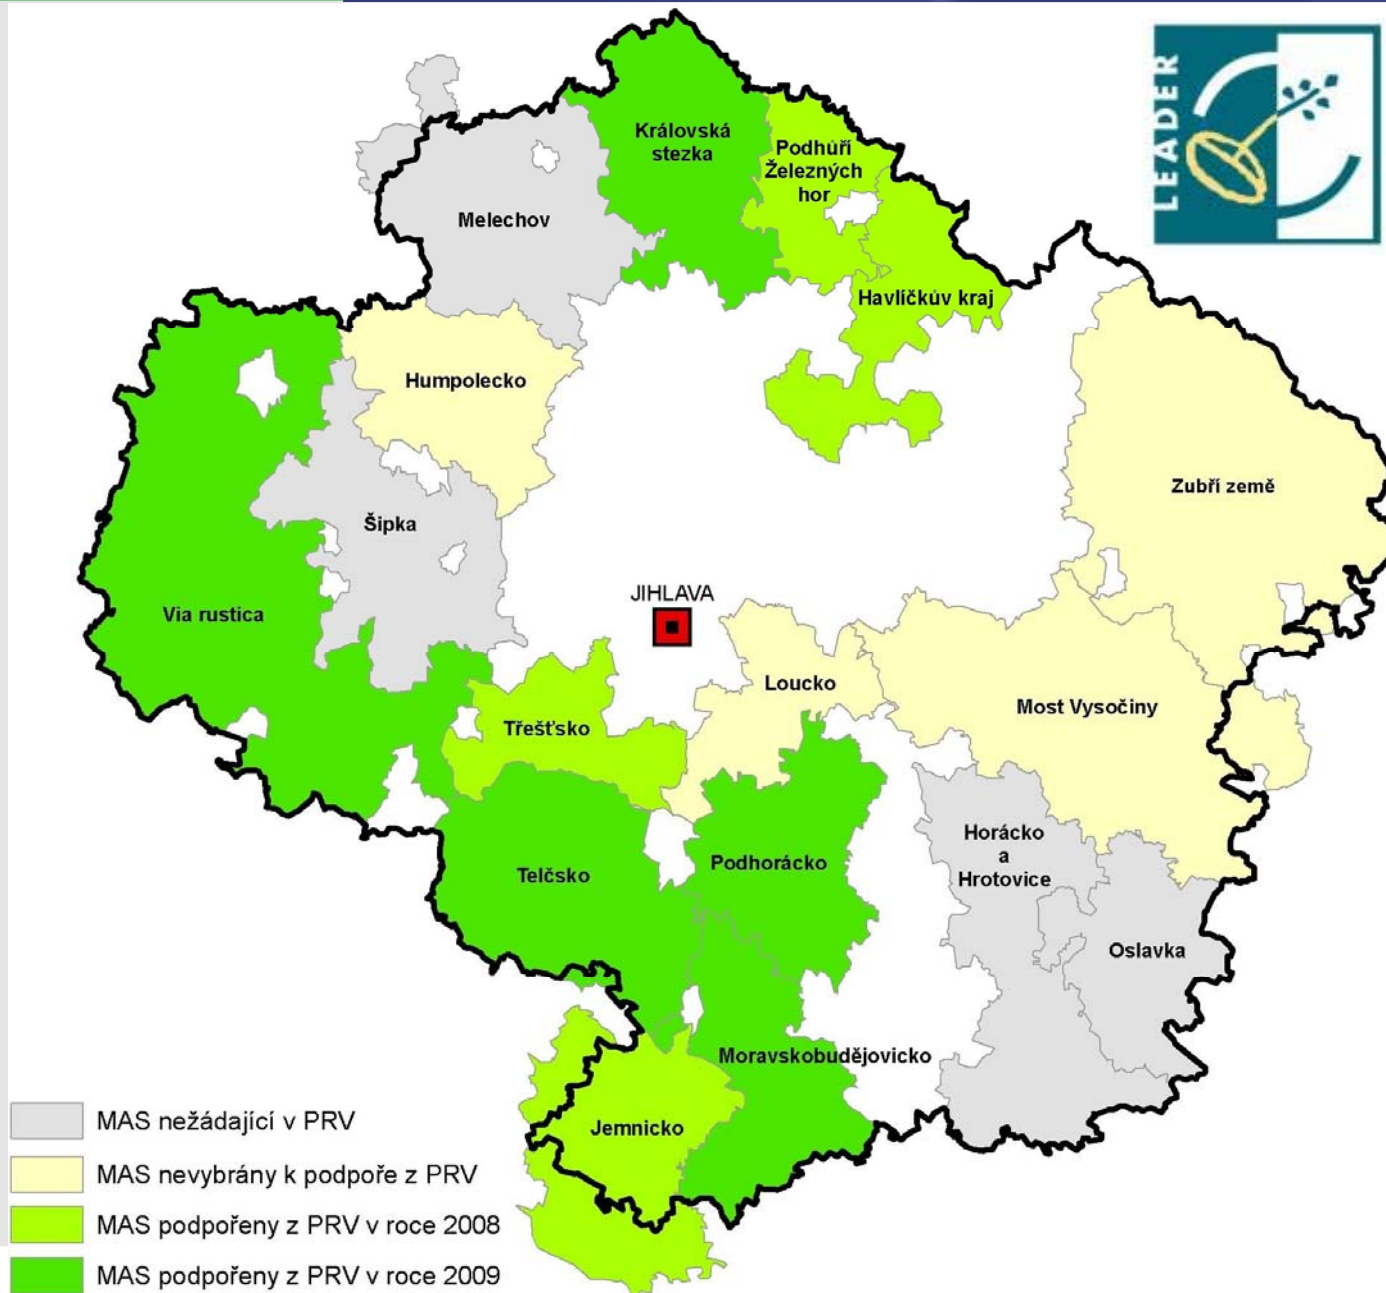 LEADER
Královská
stezka
Podhůří
Železných
hor
Melechov
Havlíčkův kraj
Humpolecko
Zubří země
Šipka
JIHLAVA
Via rustica
Loucko
Most Vysočiny
Třešťsko
Horácko
a
Hrotovice
Podhorácko
Telčsko
Oslavka
Moravskobudějovicko
Jemnicko
MAS nežádající v PRV
MAS nevybrány k podpoře z PRV
MAS podpořeny z PRV v roce 2008
MAS podpořeny z PRV v roce 2009